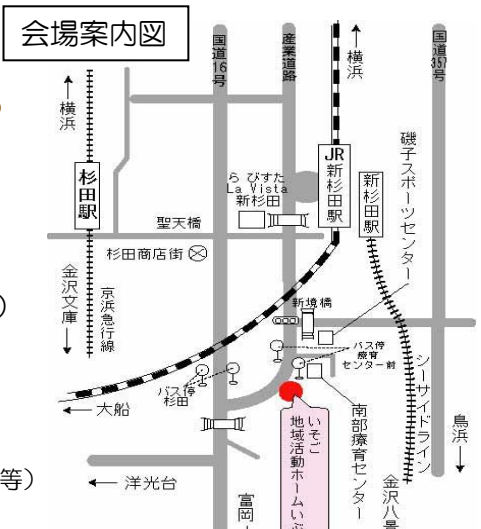 会場案内図
国道16号
産業道路
↑横浜
国道357号
↑横浜
杉田駅
JR新杉田駅
新杉田駅
磯子スポーツセンター
らびすた
La Vista
新杉田
聖天橋
杉田商店街
金沢文庫↓
京浜急行線
新境橋
バス停
療育
センター前
バス停
杉田
←大船
いそご
地域活動ホームいぶ
南部療育センター
シーサイドライン
鳥浜↓
金沢八景
←洋光台
富岡
)
等)